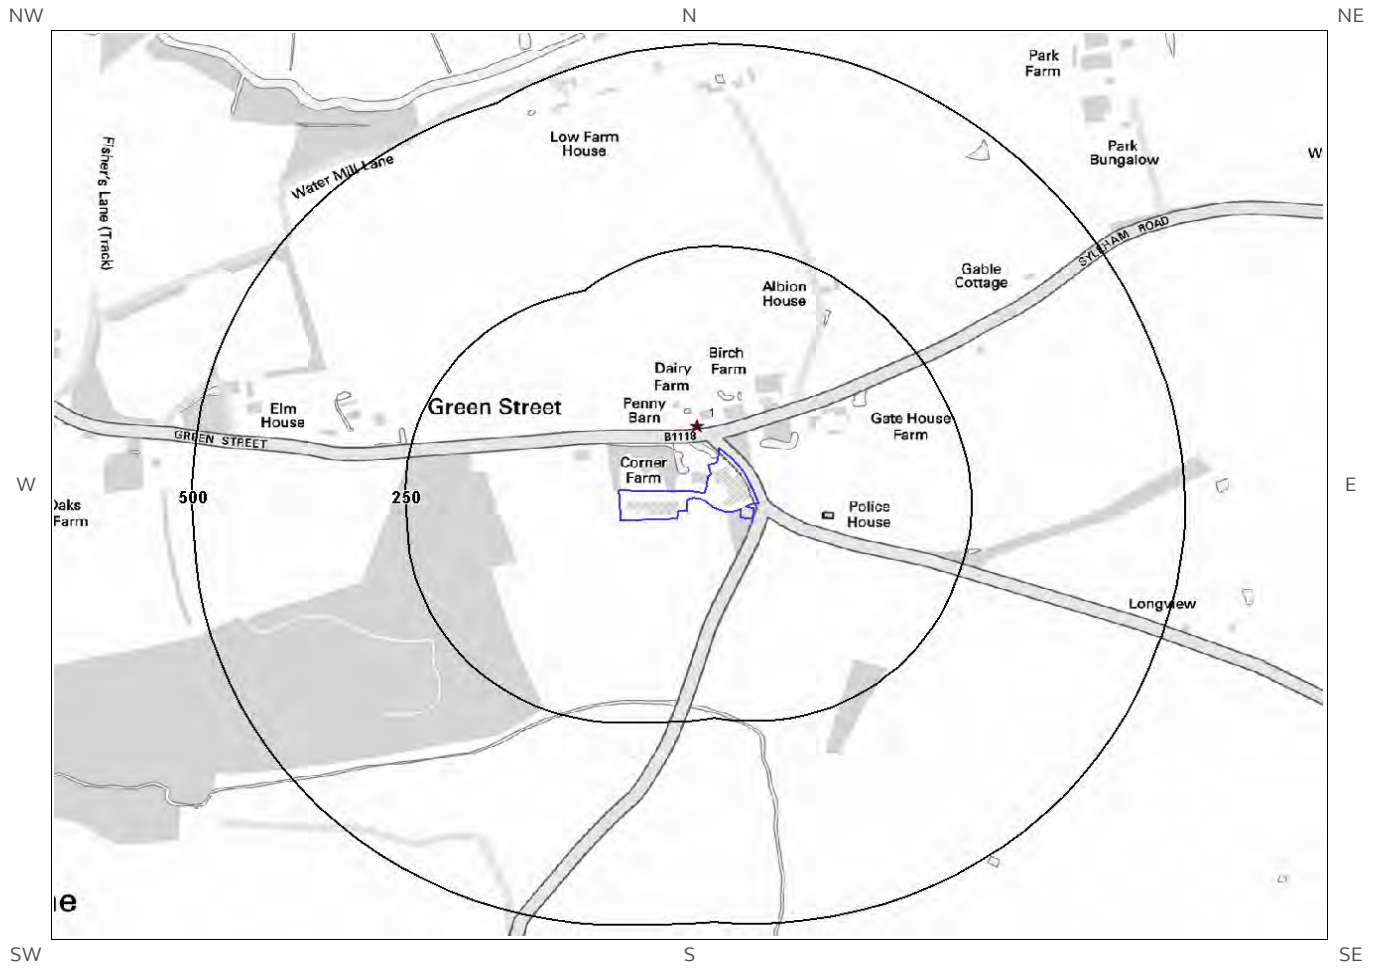 NW
N
NE
Park
Farm
Fisher's Lane (Track)
Low Farm
House
Park
Bungalow
W
Water Mill Lane
SYLEHAM ROAD
Gable
Cottage
Albion
House
Birch
Farm
Dairy
Farm
Penny
Barn
1
Elm
House
Green Street
Gate House
Farm
GREEN STREET
B1118
Corner
Farm
W
500
250
E
Oaks
Farm
Police
House
Longview
ne
SW
S
SE